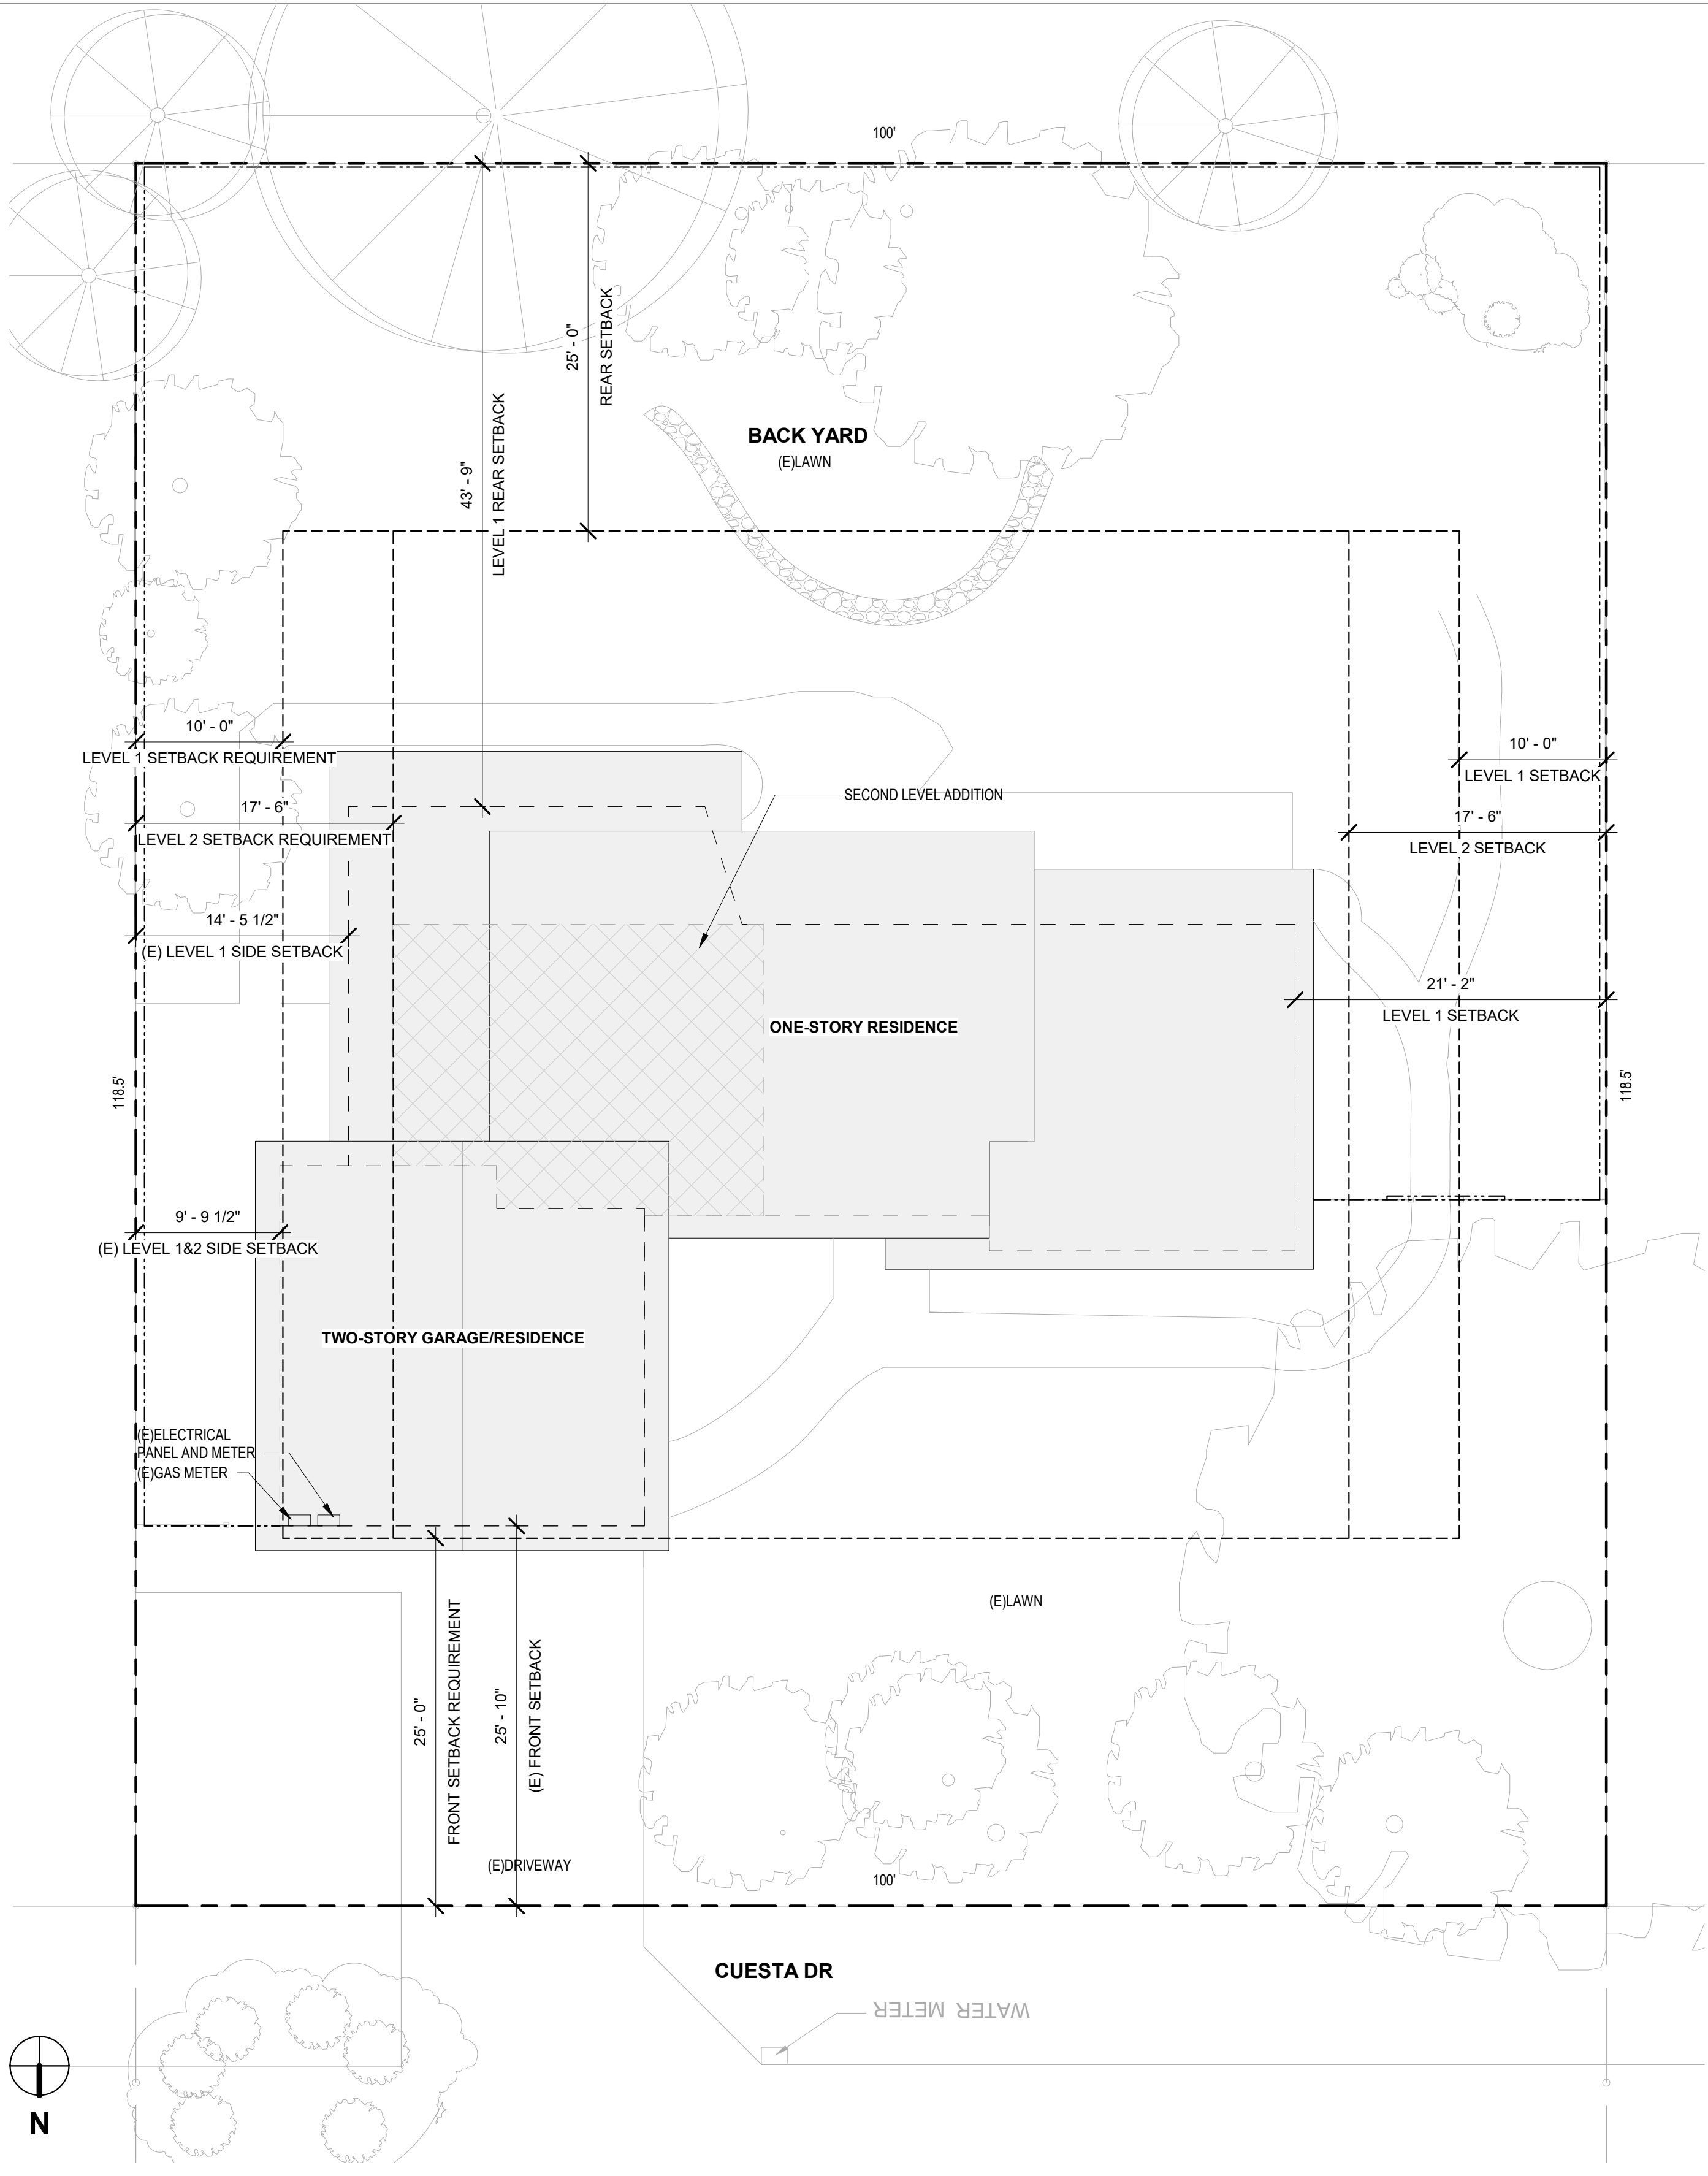 100'
25' - 0"
REAR SETBACK
43' - 9"
LEVEL 1 REAR SETBACK
BACK YARD
(E)LAWN
10' - 0"
LEVEL 1 SETBACK REQUIREMENT
10' - 0"
LEVEL 1 SETBACK
17' - 6"
LEVEL 2 SETBACK REQUIREMENT
SECOND LEVEL ADDITION
17' - 6"
LEVEL 2 SETBACK
14' - 5 1/2"
(E) LEVEL 1 SIDE SETBACK
21' - 2"
LEVEL 1 SETBACK
ONE-STORY RESIDENCE
118.5'
118.5'
9' - 9 1/2"
(E) LEVEL 1&2 SIDE SETBACK
TWO-STORY GARAGE/RESIDENCE
(E)ELECTRICAL
PANEL AND METER
(E)GAS METER
(E)LAWN
25' - 0"
FRONT SETBACK REQUIREMENT
25' - 10"
(E) FRONT SETBACK
(E)DRIVEWAY
100'
CUESTA DR
WATER METER
N